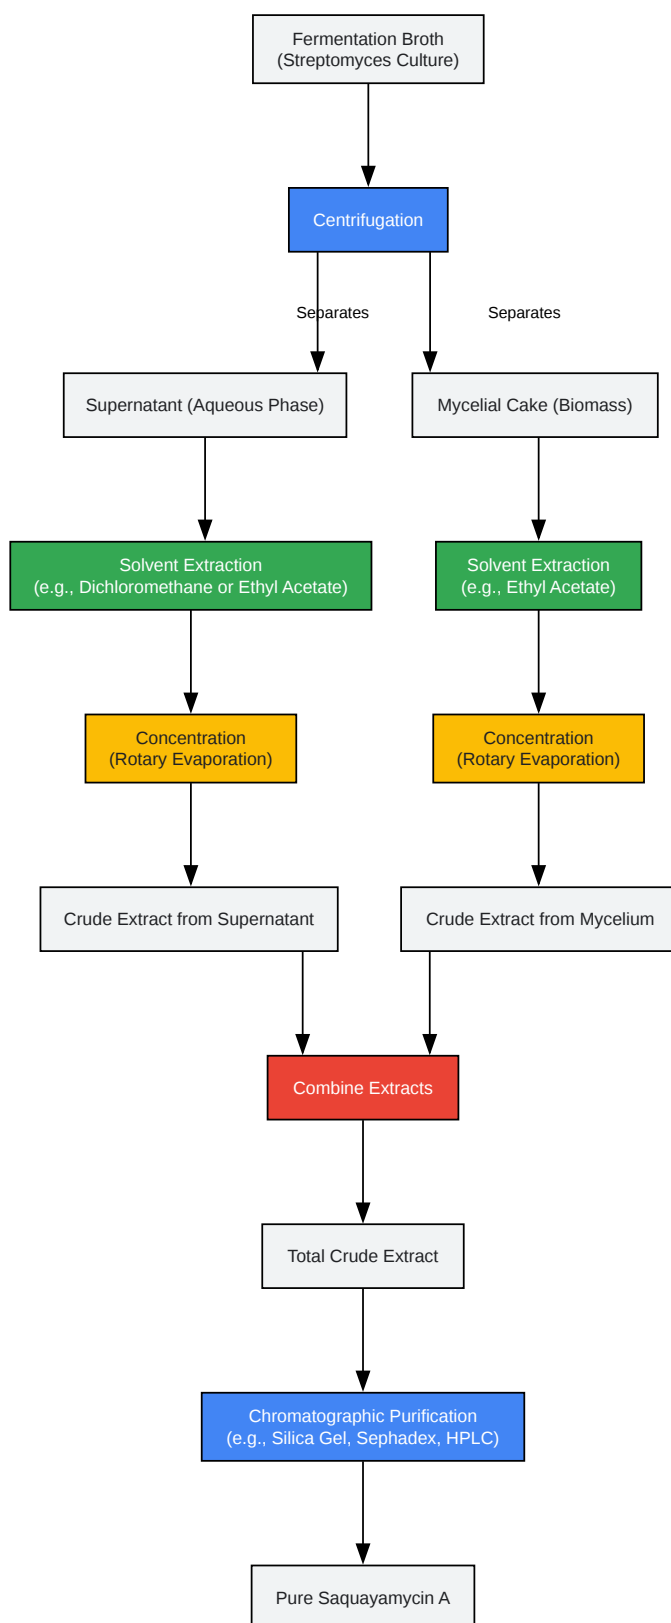 Fermentation Broth
(Streptomyces Culture)
Centrifugation
Separates
Separates
Supernatant (Aqueous Phase)
Mycelial Cake (Biomass)
Solvent Extraction
(e.g., Dichloromethane or Ethyl Acetate)
Solvent Extraction
(e.g., Ethyl Acetate)
Concentration
(Rotary Evaporation)
Concentration
(Rotary Evaporation)
Crude Extract from Supernatant
Crude Extract from Mycelium
Combine Extracts
Total Crude Extract
Chromatographic Purification
(e.g., Silica Gel, Sephadex, HPLC)
Pure Saquayamycin A